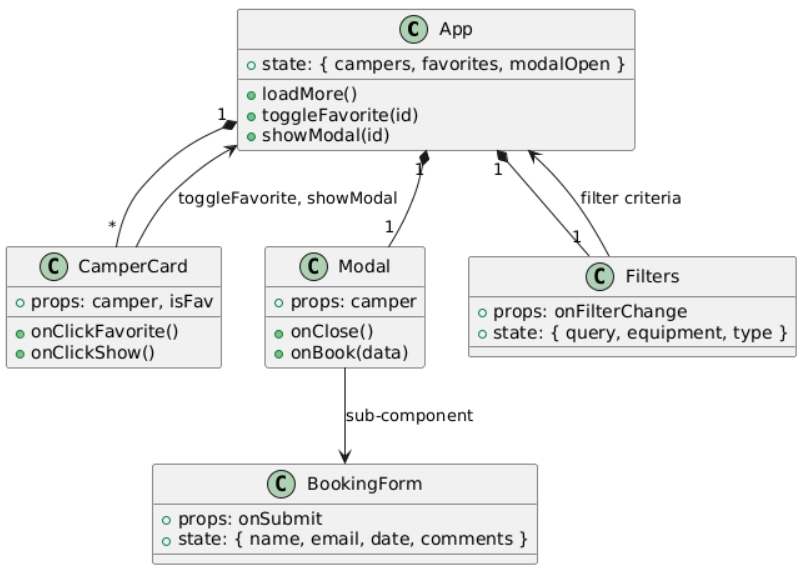 C App
state: { campers, favorites, modalOpen }
loadMore()
toggleFavorite(id)
showModal(id)
1
1
1
toggleFavorite, showModal
filter criteria
*
1
1
C CamperCard
props: camper, isFav
onClickFavorite()
onClickShow()
C Modal
props: camper
onClose()
onBook(data)
C Filters
props: onFilterChange
state: { query, equipment, type }
sub-component
C BookingForm
props: onSubmit
state: { name, email, date, comments }